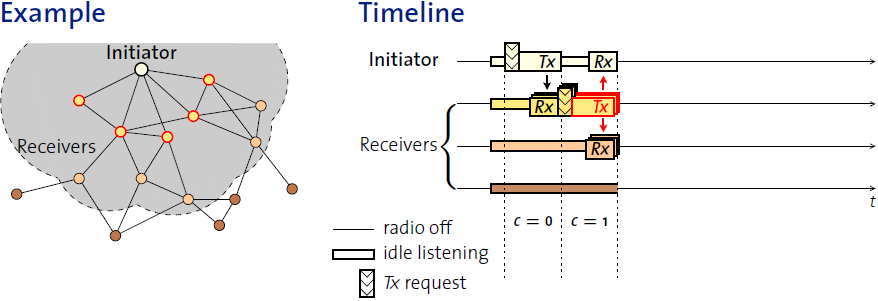 Example
Initiator
Receivers
Timeline
Initiator
Tx
Rx
Rx
Tx
Receivers
Rx
t
c = 0
c = 1
radio off
idle listening
Tx request